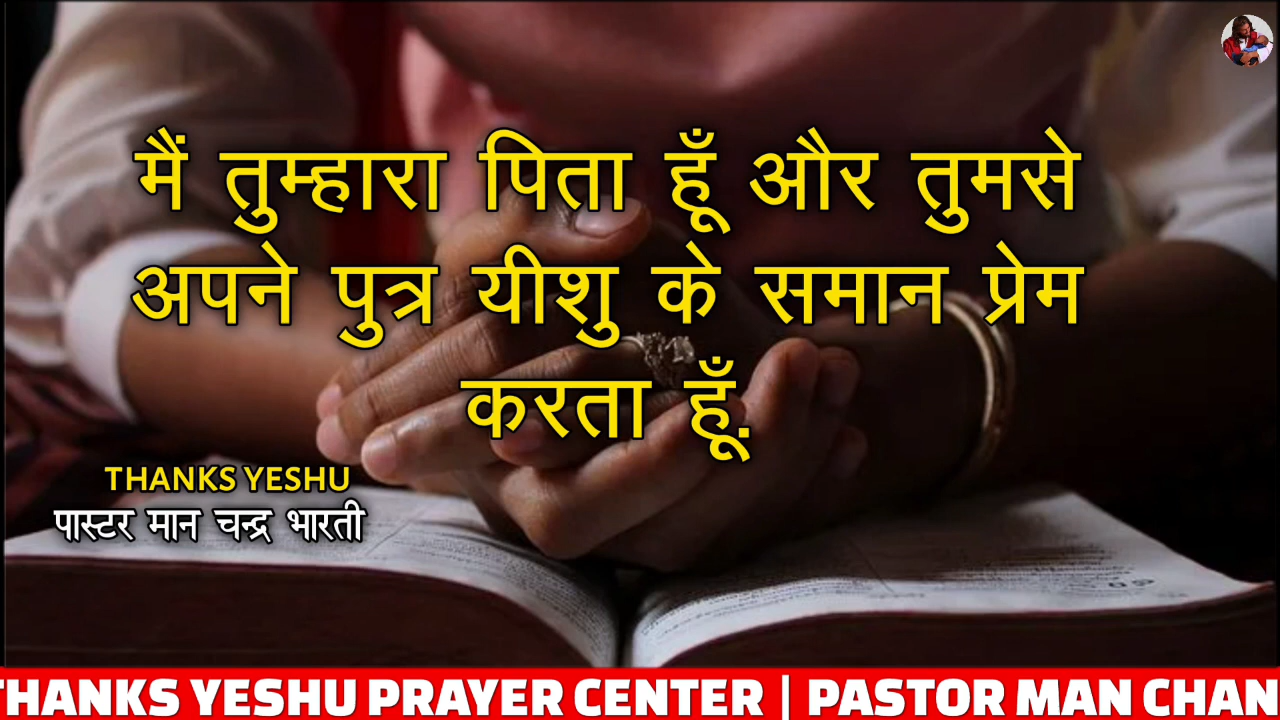 मैं तुम्हारा पिता हूँ और तुमसे
अपने पुत्र यीशु के समान प्रेम
करता हूँ.
THANKS YESHU
पास्टर मान चन्द्र भारती
THANKS YESHU PRAYER CENTER | PASTOR MAN CHAN